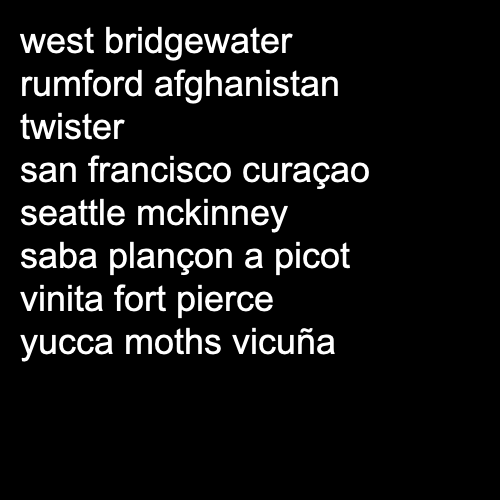 west bridgewater
rumford afghanistan
twister
san francisco curaçao
seattle mckinney
saba plançon a picot
vinita fort pierce
yucca moths vicuña